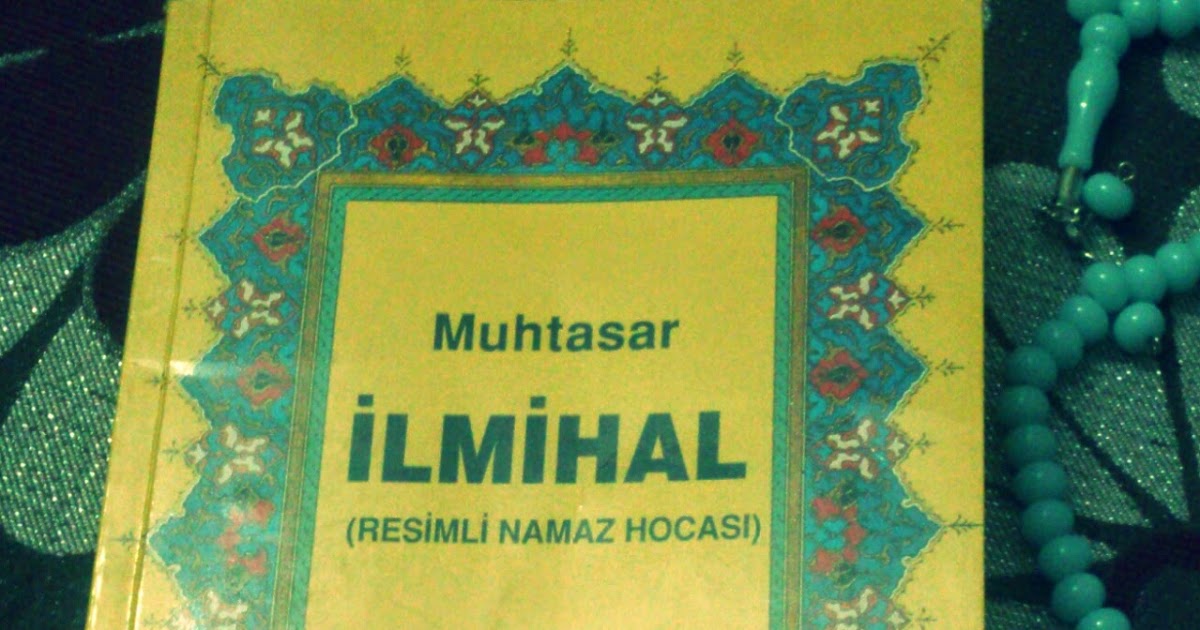 Muhtasar
İLMİHAL
(RESİMLİ NAMAZ HOCASI)